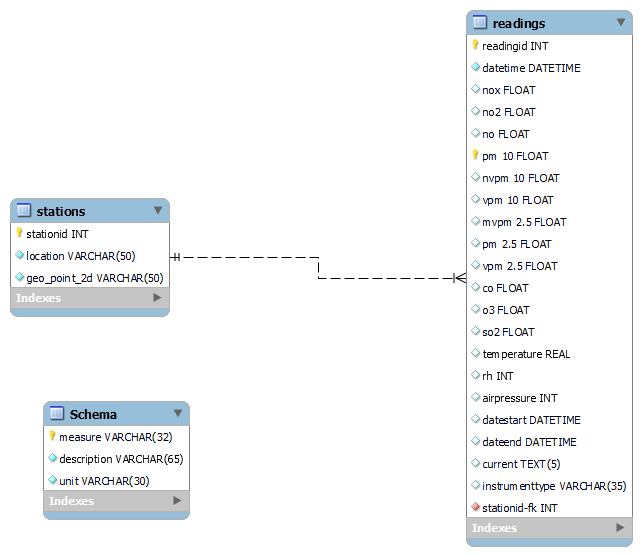 stations
stationid INT
location VARCHAR(50)
geo_point_2d VARCHAR(50)
Indexes
Schema
measure VARCHAR(32)
description VARCHAR(65)
unit VARCHAR(30)
Indexes
readings
readingid INT
datetime DATETIME
nox FLOAT
no2 FLOAT
no FLOAT
pm 10 FLOAT
nvpm 10 FLOAT
vpm 10 FLOAT
mvpm 2.5 FLOAT
pm 2.5 FLOAT
vpm 2.5 FLOAT
co FLOAT
o3 FLOAT
so2 FLOAT
temperature REAL
rh INT
airpressure INT
datestart DATETIME
dateend DATETIME
current TEXT(5)
instrumenttype VARCHAR(35)
stationid-fk INT
Indexes